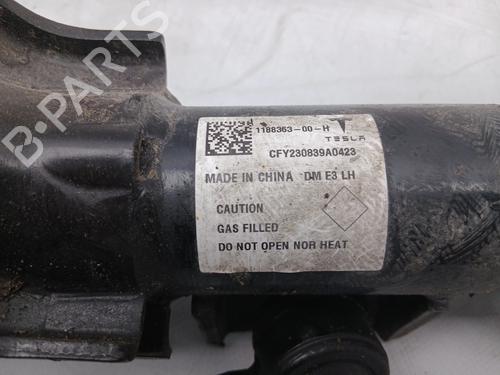 B-PARTS
1188363-00-H
TESLA
CFY230839A0423
MADE IN CHINA DM E3 LH
CAUTION
GAS FILLED
DO NOT OPEN NOR HEAT